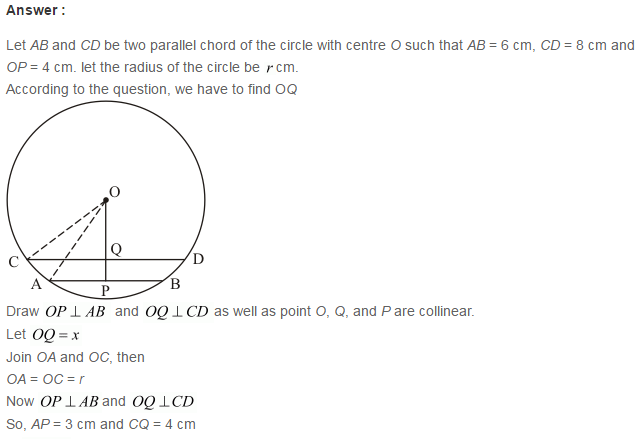 Answer :
Let AB and CD be two parallel chord of the circle with centre O such that AB = 6 cm, CD = 8 cm and
OP = 4 cm. let the radius of the circle be r cm.
According to the question, we have to find OQ
O
Q
C
D
A
B
P
Draw OP ⊥ AB and OQ ⊥ CD as well as point O, Q, and P are collinear.
Let OQ = x
Join OA and OC, then
OA = OC = r
Now OP ⊥ AB and OQ ⊥ CD
So, AP = 3 cm and CQ = 4 cm